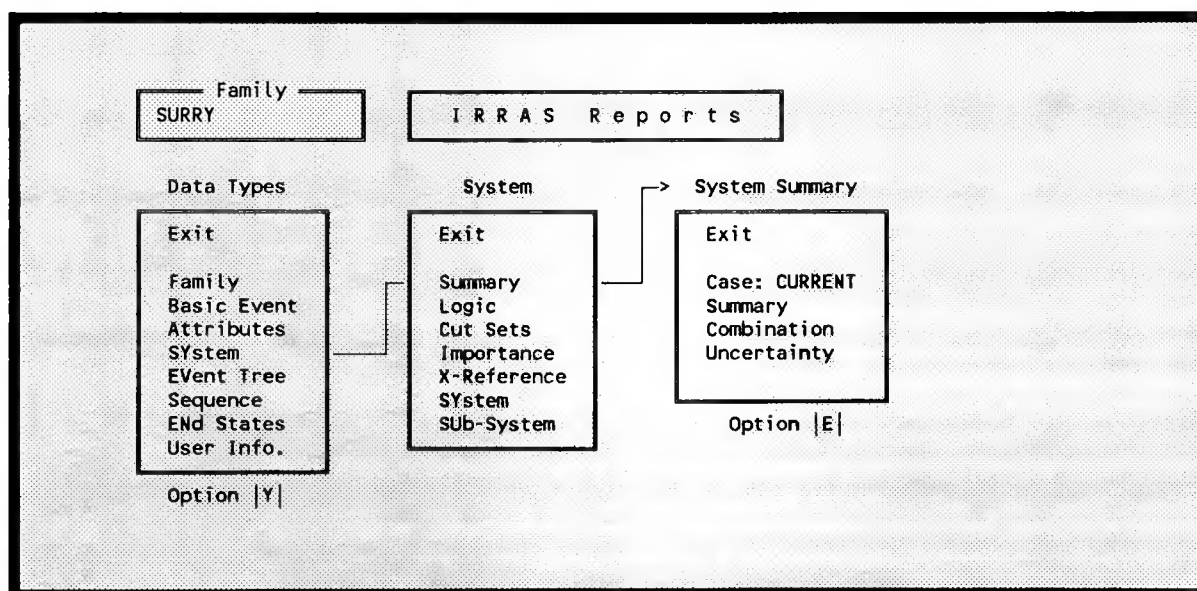 Family
SURRY
I R R A S   R e p o r t s
Data Types
Exit
Family
Basic Event
Attributes
SYstem
EVent Tree
Sequence
ENd States
User Info.
Option |Y|
System
Exit
Summary
Logic
Cut Sets
Importance
X-Reference
SYstem
SUb-System
> System Summary
Exit
Case: CURRENT
Summary
Combination
Uncertainty
Option |E|